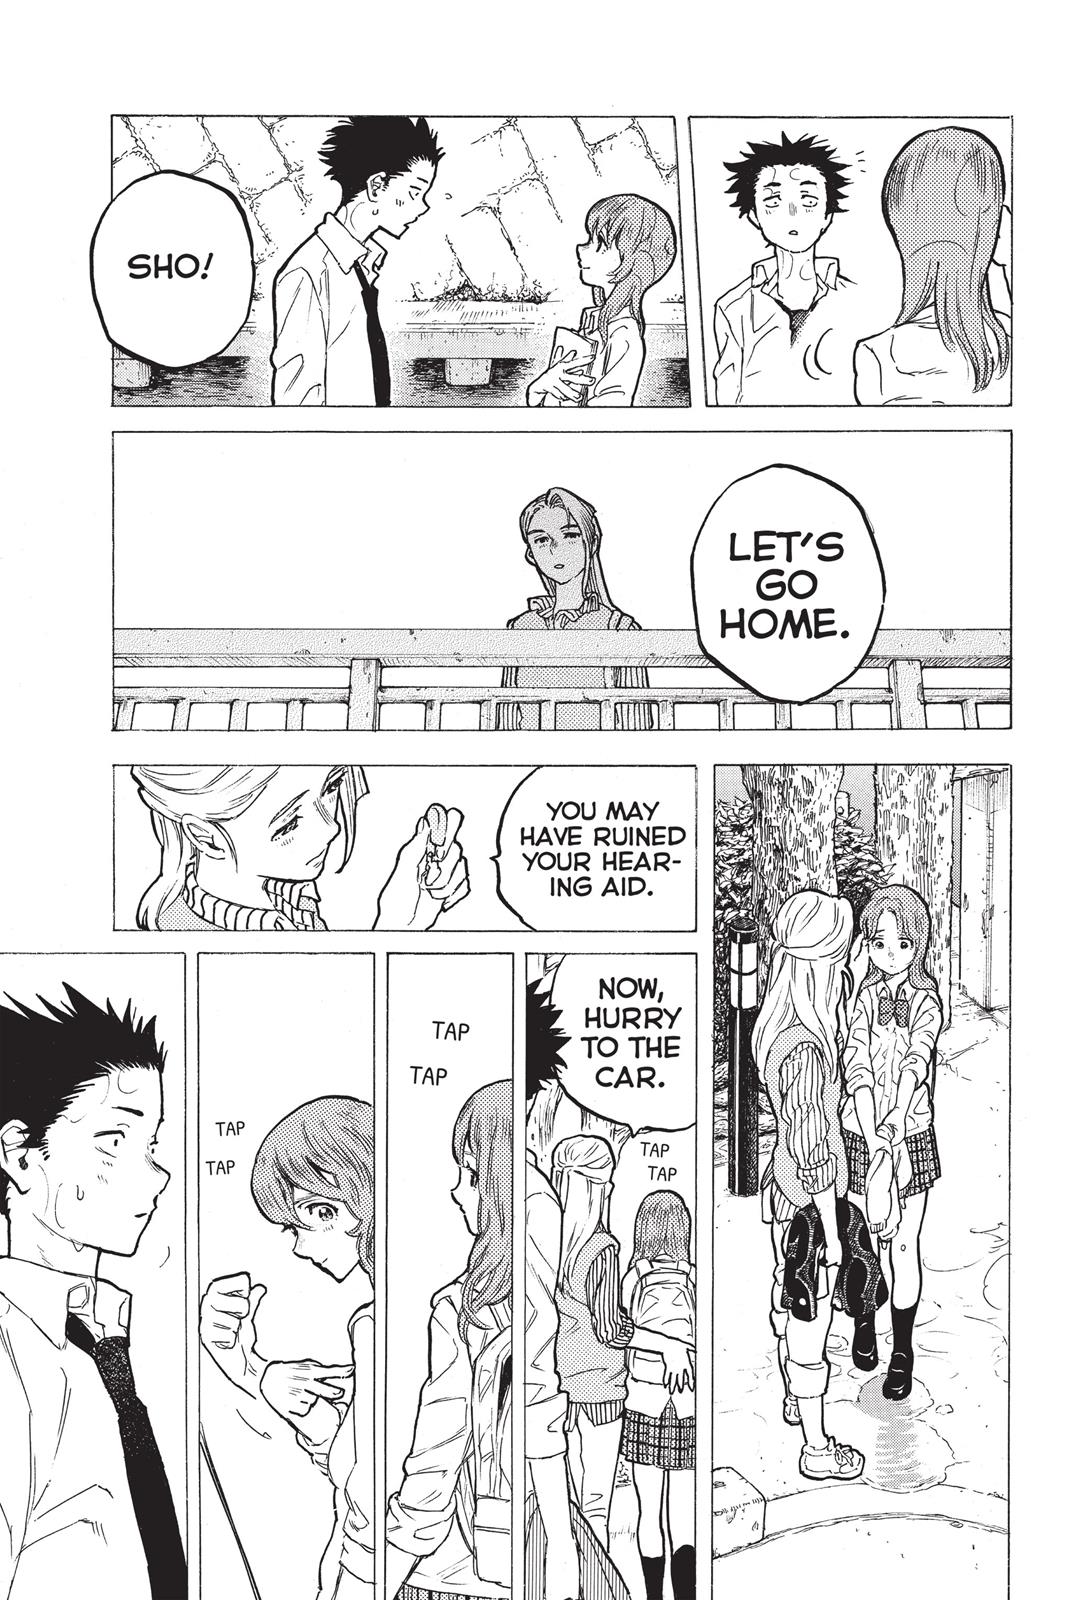 SHO!
LET'S
GO
HOME.
YOU MAY
HAVE RUINED
YOUR HEAR-
ING AID.
NOW,
HURRY
TO THE
CAR.
TAP
TAP
TAP
TAP
TAP
TAP